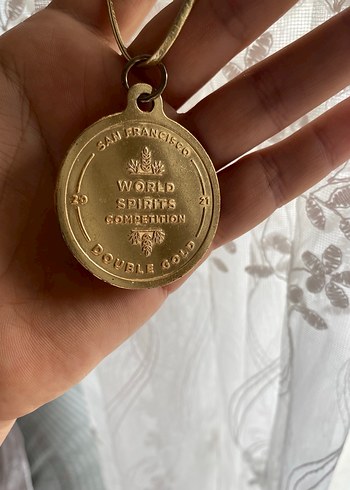 SAN FRANCISCO
WORLD
SPIRITS
COMPETITION
20 21
DOUBLE GOLD